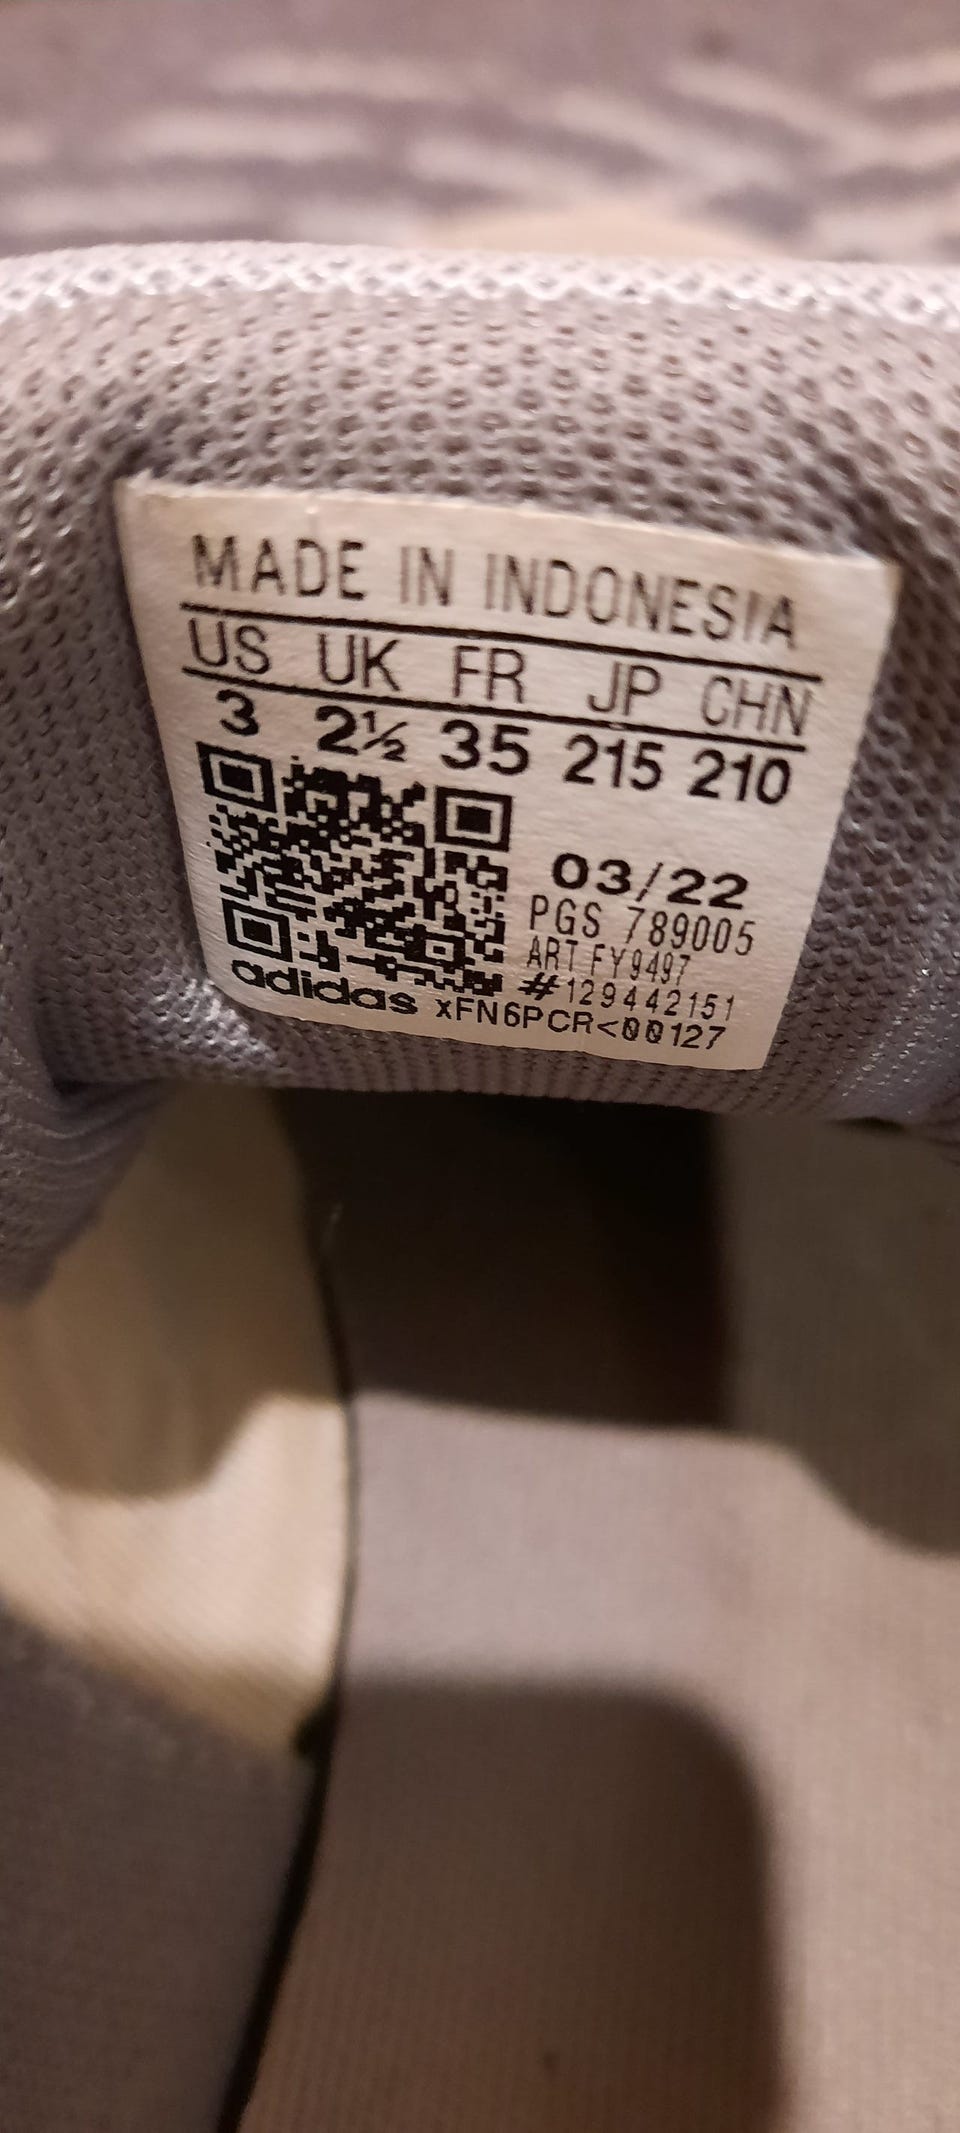 MADE IN INDONESIA
US UK FR JP CHN
3 2½ 35 215 210
03/22
PGS 789005
ART FY9497
#129442151
adidas xFN6PCR<00127